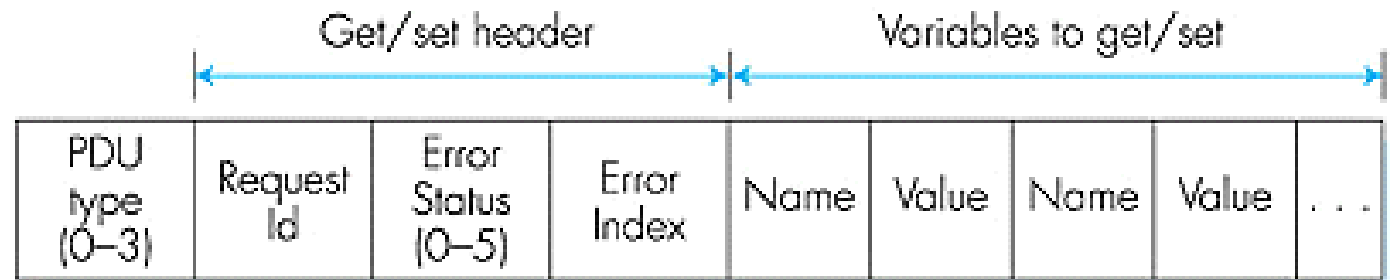 Get/set header
Variables to get/set
PDU
type
(0–3)
Request
Id
Error
Status
(0–5)
Error
Index
Name
Value
Name
Value
. . .